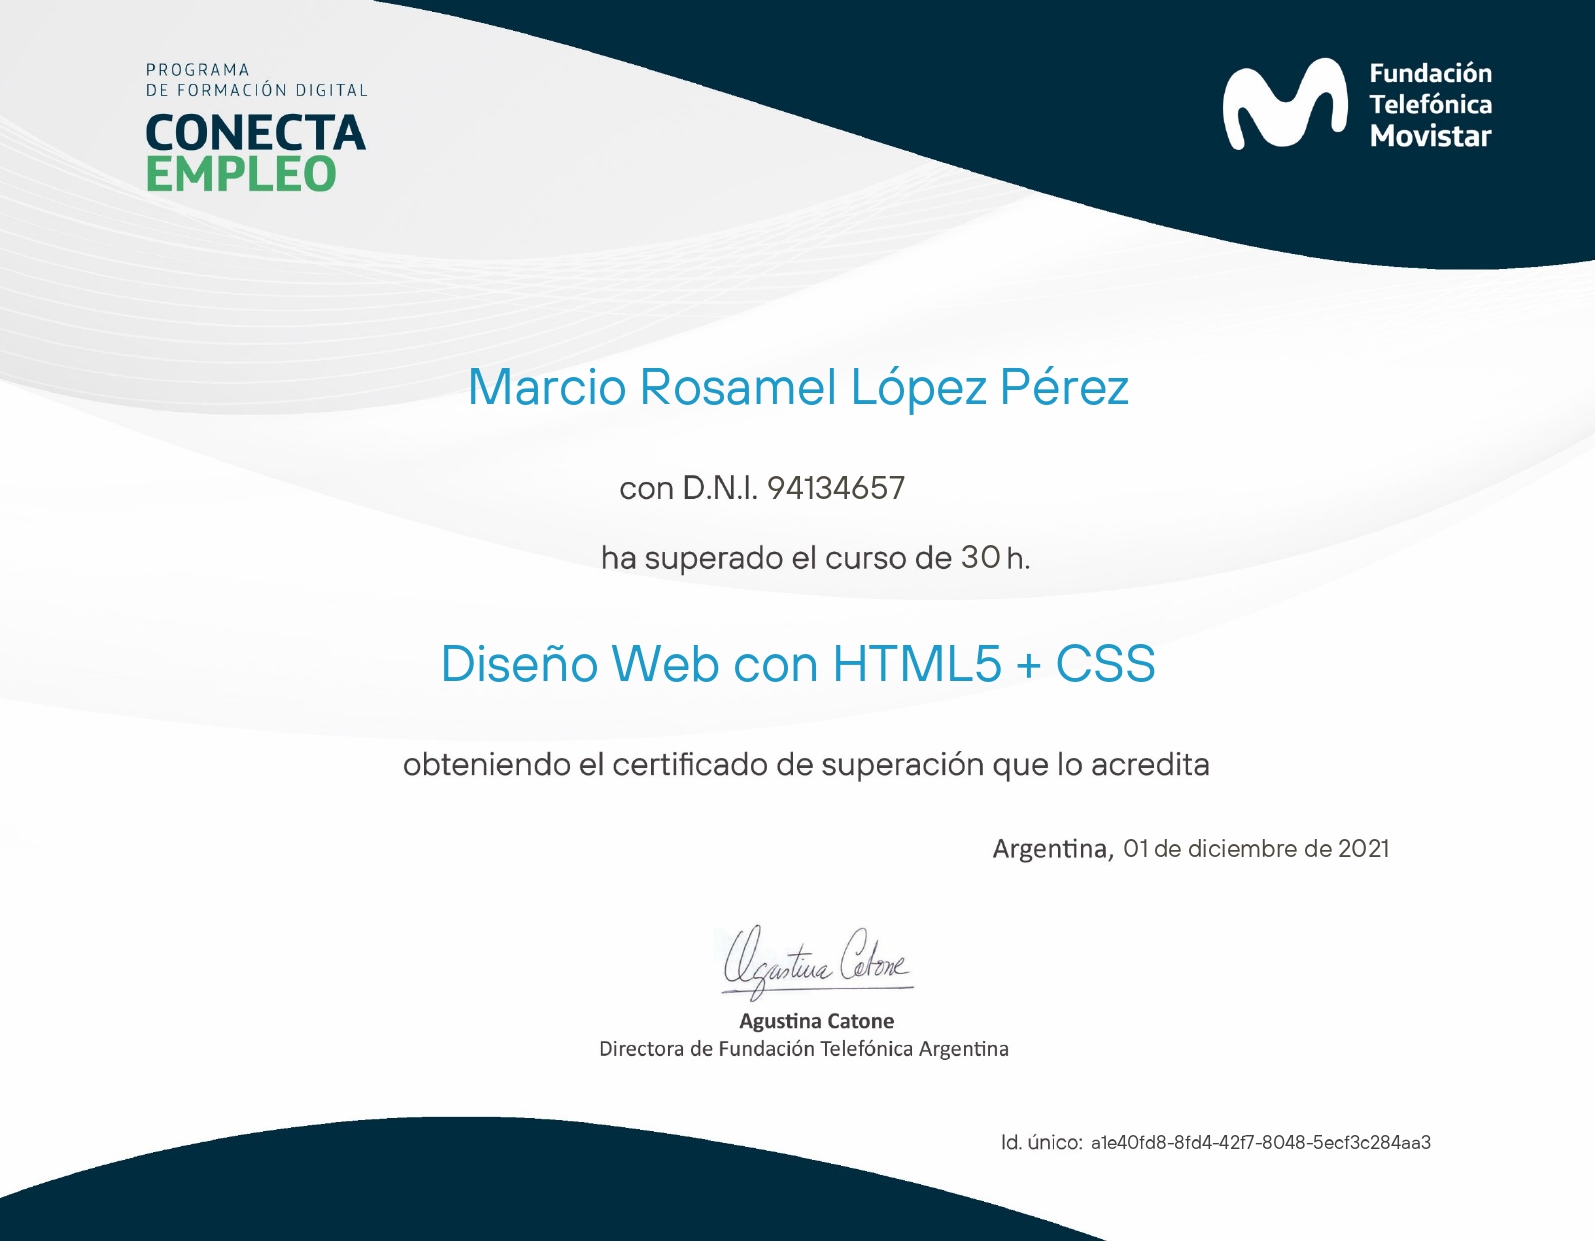 PROGRAMA
DE FORMACIÓN DIGITAL
CONECTA
EMPLEO
Fundación
Telefónica
Movistar
Marcio Rosamel López Pérez
con D.N.I. 94134657
ha superado el curso de 30 h.
Diseño Web con HTML5 + CSS
obteniendo el certificado de superación que lo acredita
Argentina, 01 de diciembre de 2021
Agustina Catone
Agustina Catone
Directora de Fundación Telefónica Argentina
Id. único: a1e40fd8-8fd4-42f7-8048-5ecf3c284aa3